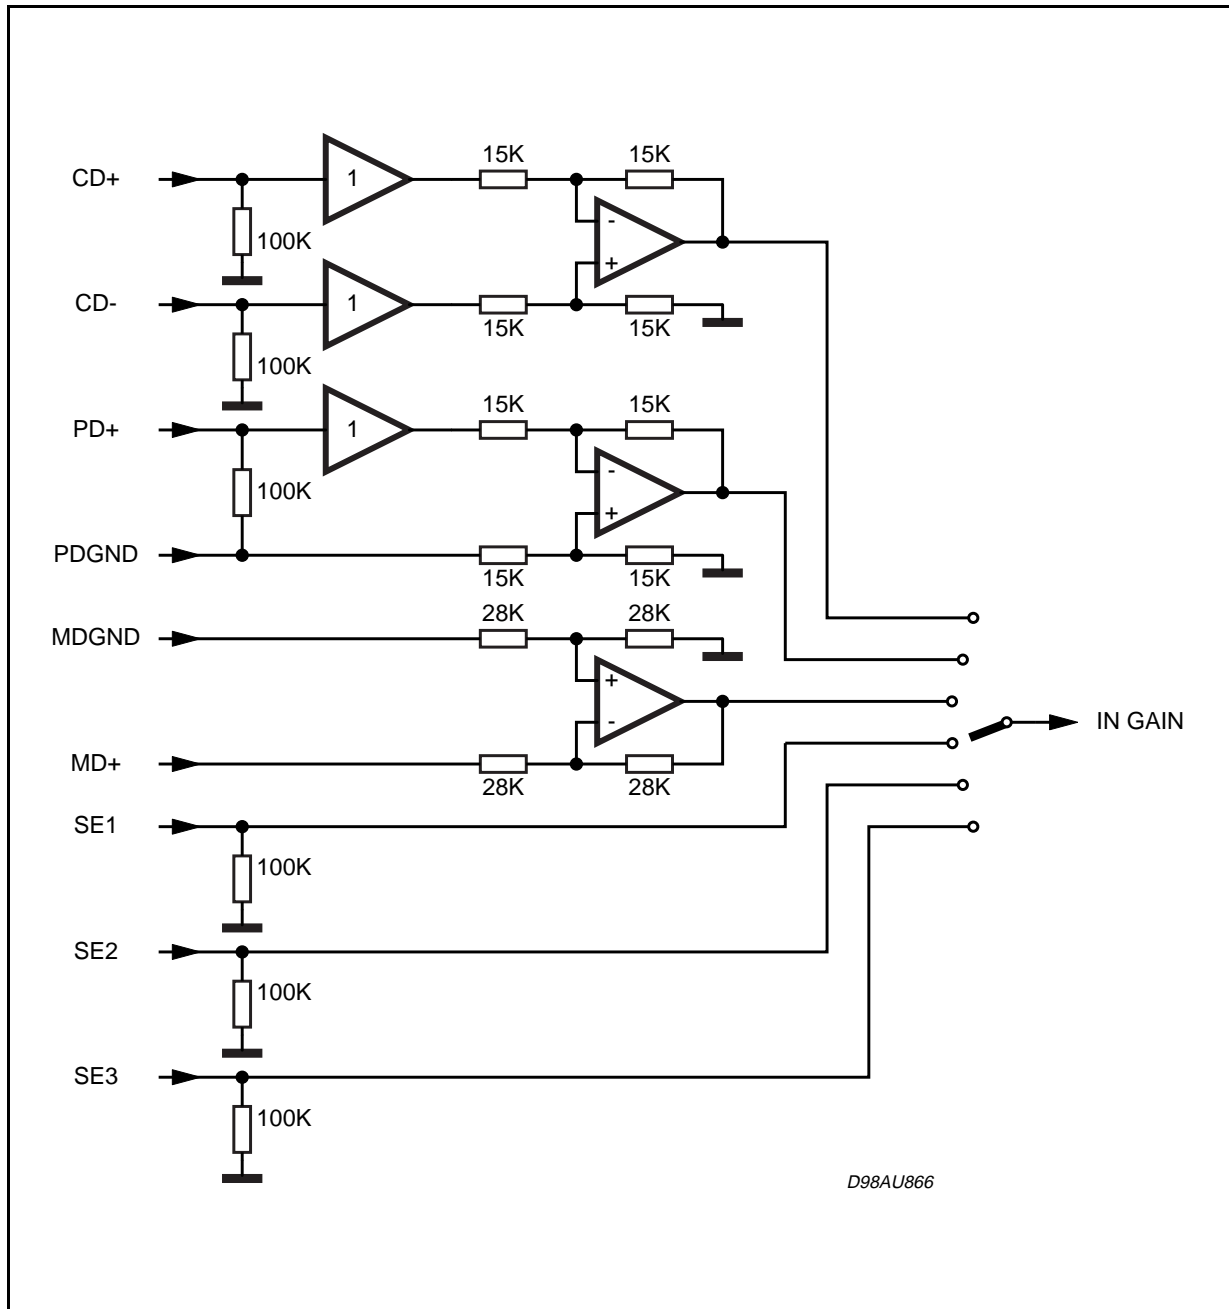 15K 15K
CD+ 1
-
100K
+
CD- 1
15K 15K
100K
15K 15K
PD+ 1
-
100K
+
PDGND
15K 15K
28K 28K
MDGND
+
IN GAIN
-
MD+
28K 28K
SE1
100K
SE2
100K
SE3
100K
D98AU866